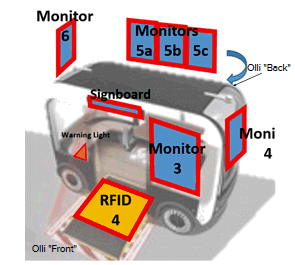 Monitor
6
Monitors
5a 5b 5c
Olli "Back"
Signboard
Warning Light
Monitor
3
Moni
4
RFID
4
Olli "Front"